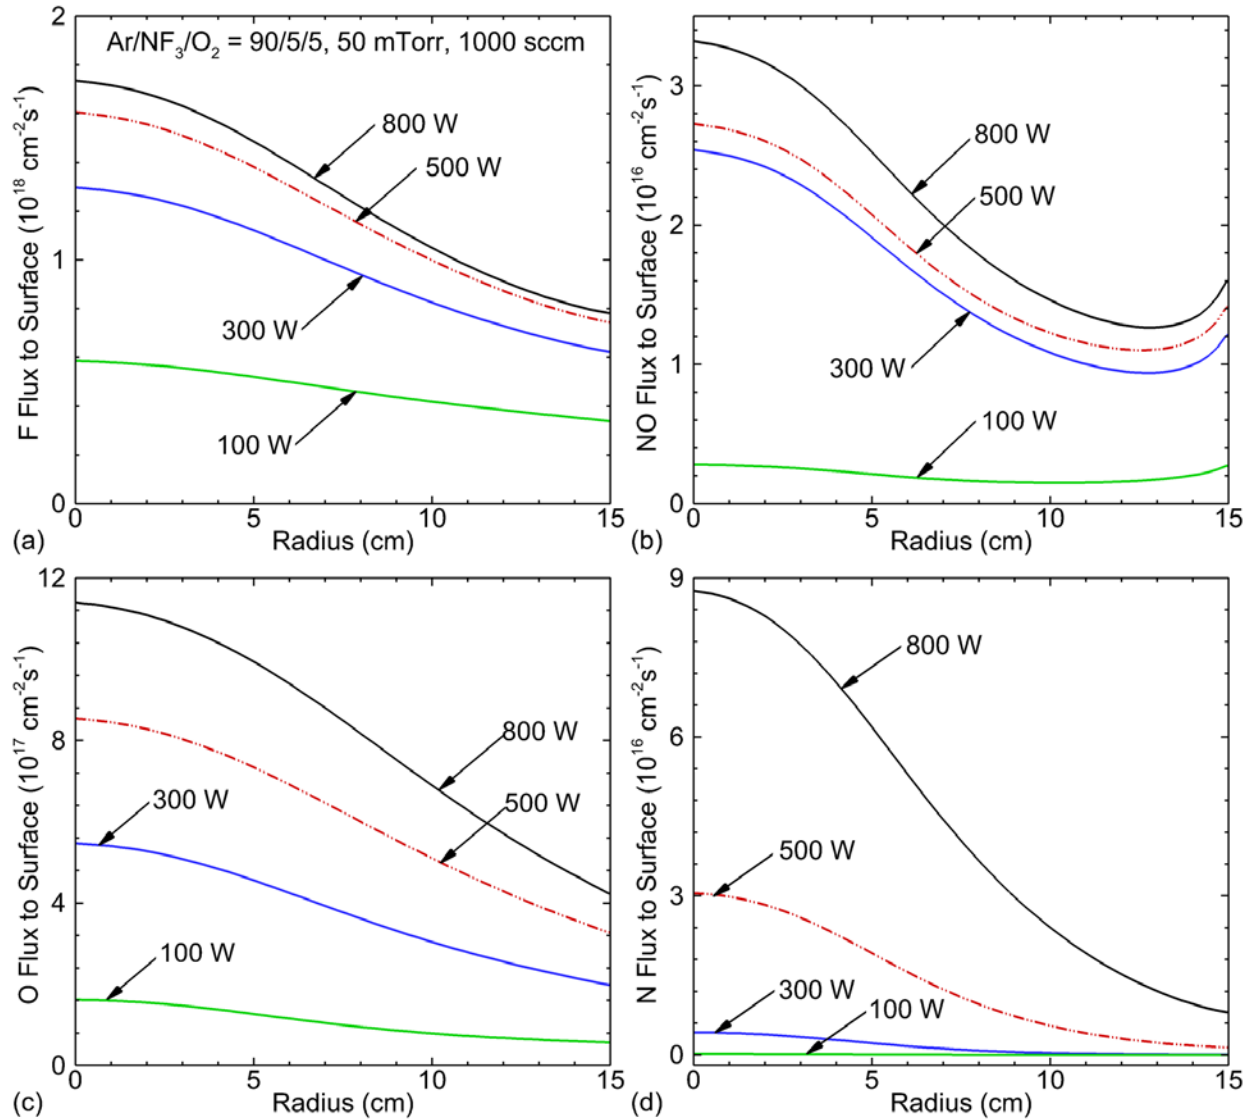 Ar/NF3/O2 = 90/5/5, 50 mTorr, 1000 sccm
F Flux to Surface (10^18 cm^-2s^-1)
2
1
0
800 W
500 W
300 W
100 W
0 5 10 15
(a) Radius (cm)
NO Flux to Surface (10^16 cm^-2s^-1)
3
2
1
0
800 W
500 W
300 W
100 W
0 5 10 15
(b) Radius (cm)
O Flux to Surface (10^17 cm^-2s^-1)
12
8
4
0
800 W
300 W
500 W
100 W
0 5 10 15
(c) Radius (cm)
N Flux to Surface (10^16 cm^-2s^-1)
9
6
3
0
800 W
500 W
300 W
100 W
0 5 10 15
(d) Radius (cm)